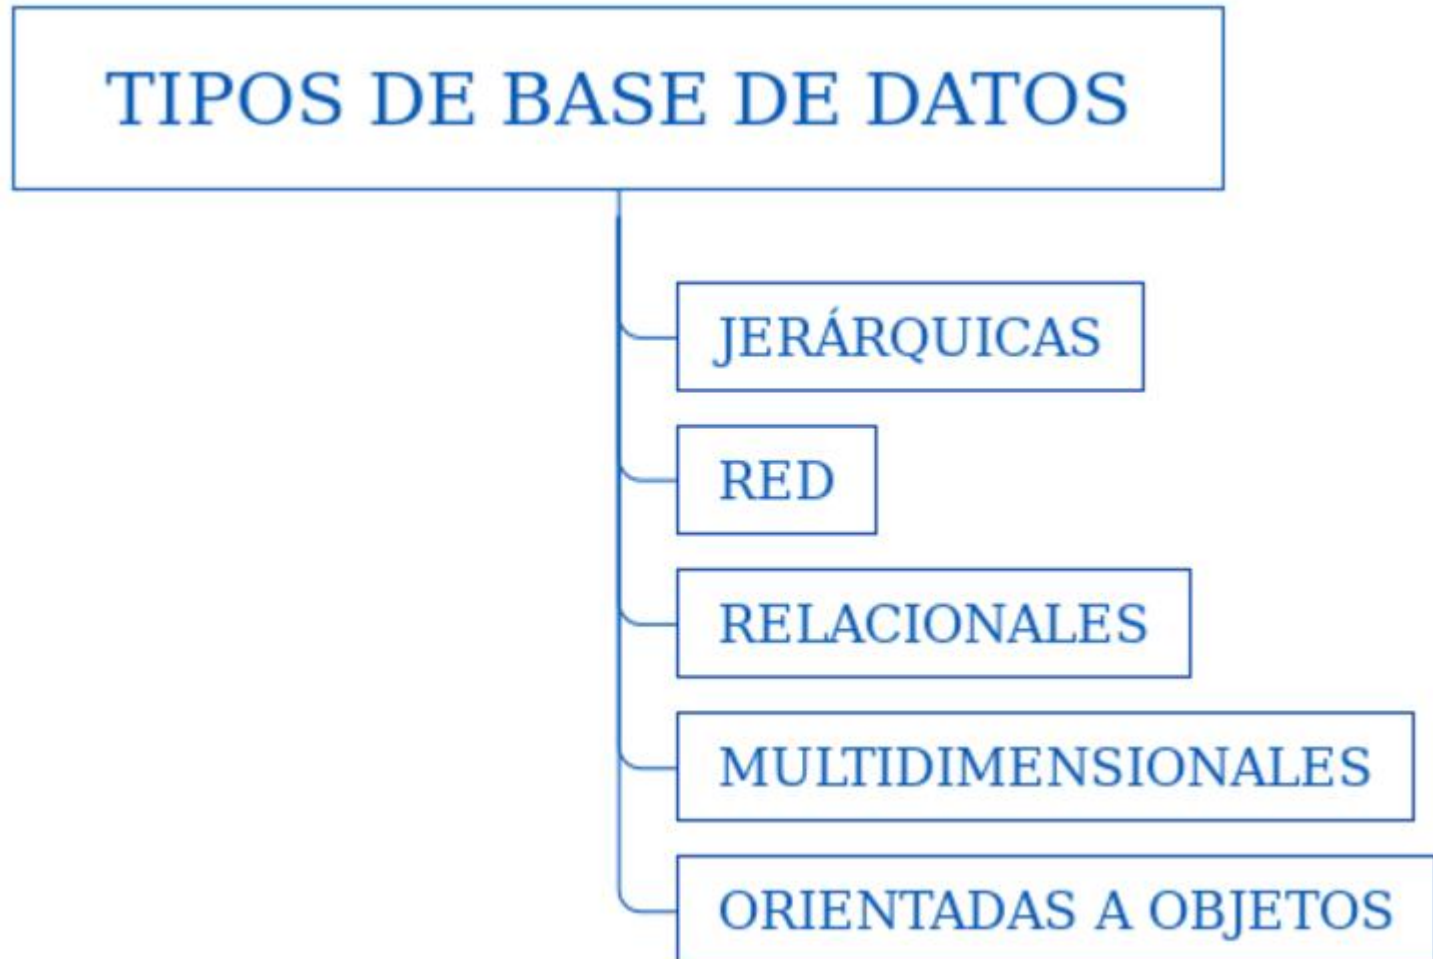 TIPOS DE BASE DE DATOS
JERÁRQUICAS
RED
RELACIONALES
MULTIDIMENSIONALES
ORIENTADAS A OBJETOS